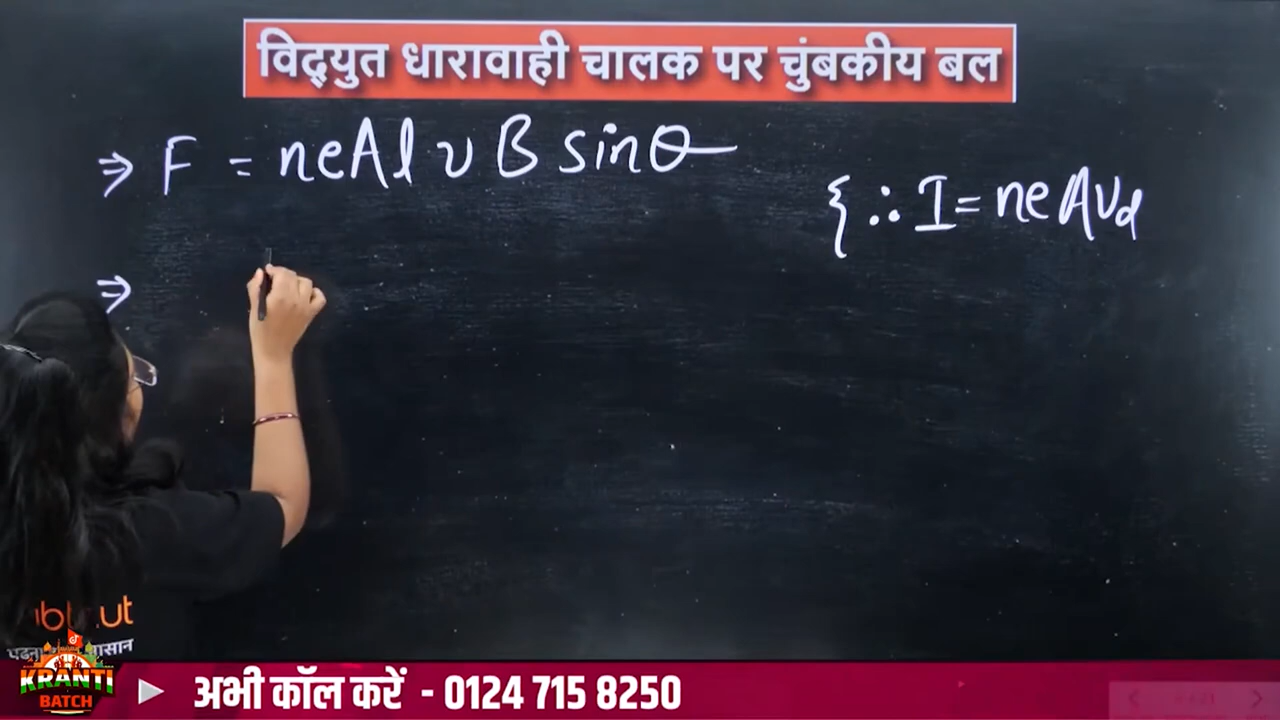 विद्युत धारावाही चालक पर चुंबकीय बल
⇒ F = neAl v B sinθ
{ ∴ I = neAvd
⇒
KRANTI
BATCH
अभी कॉल करें - 0124 715 8250